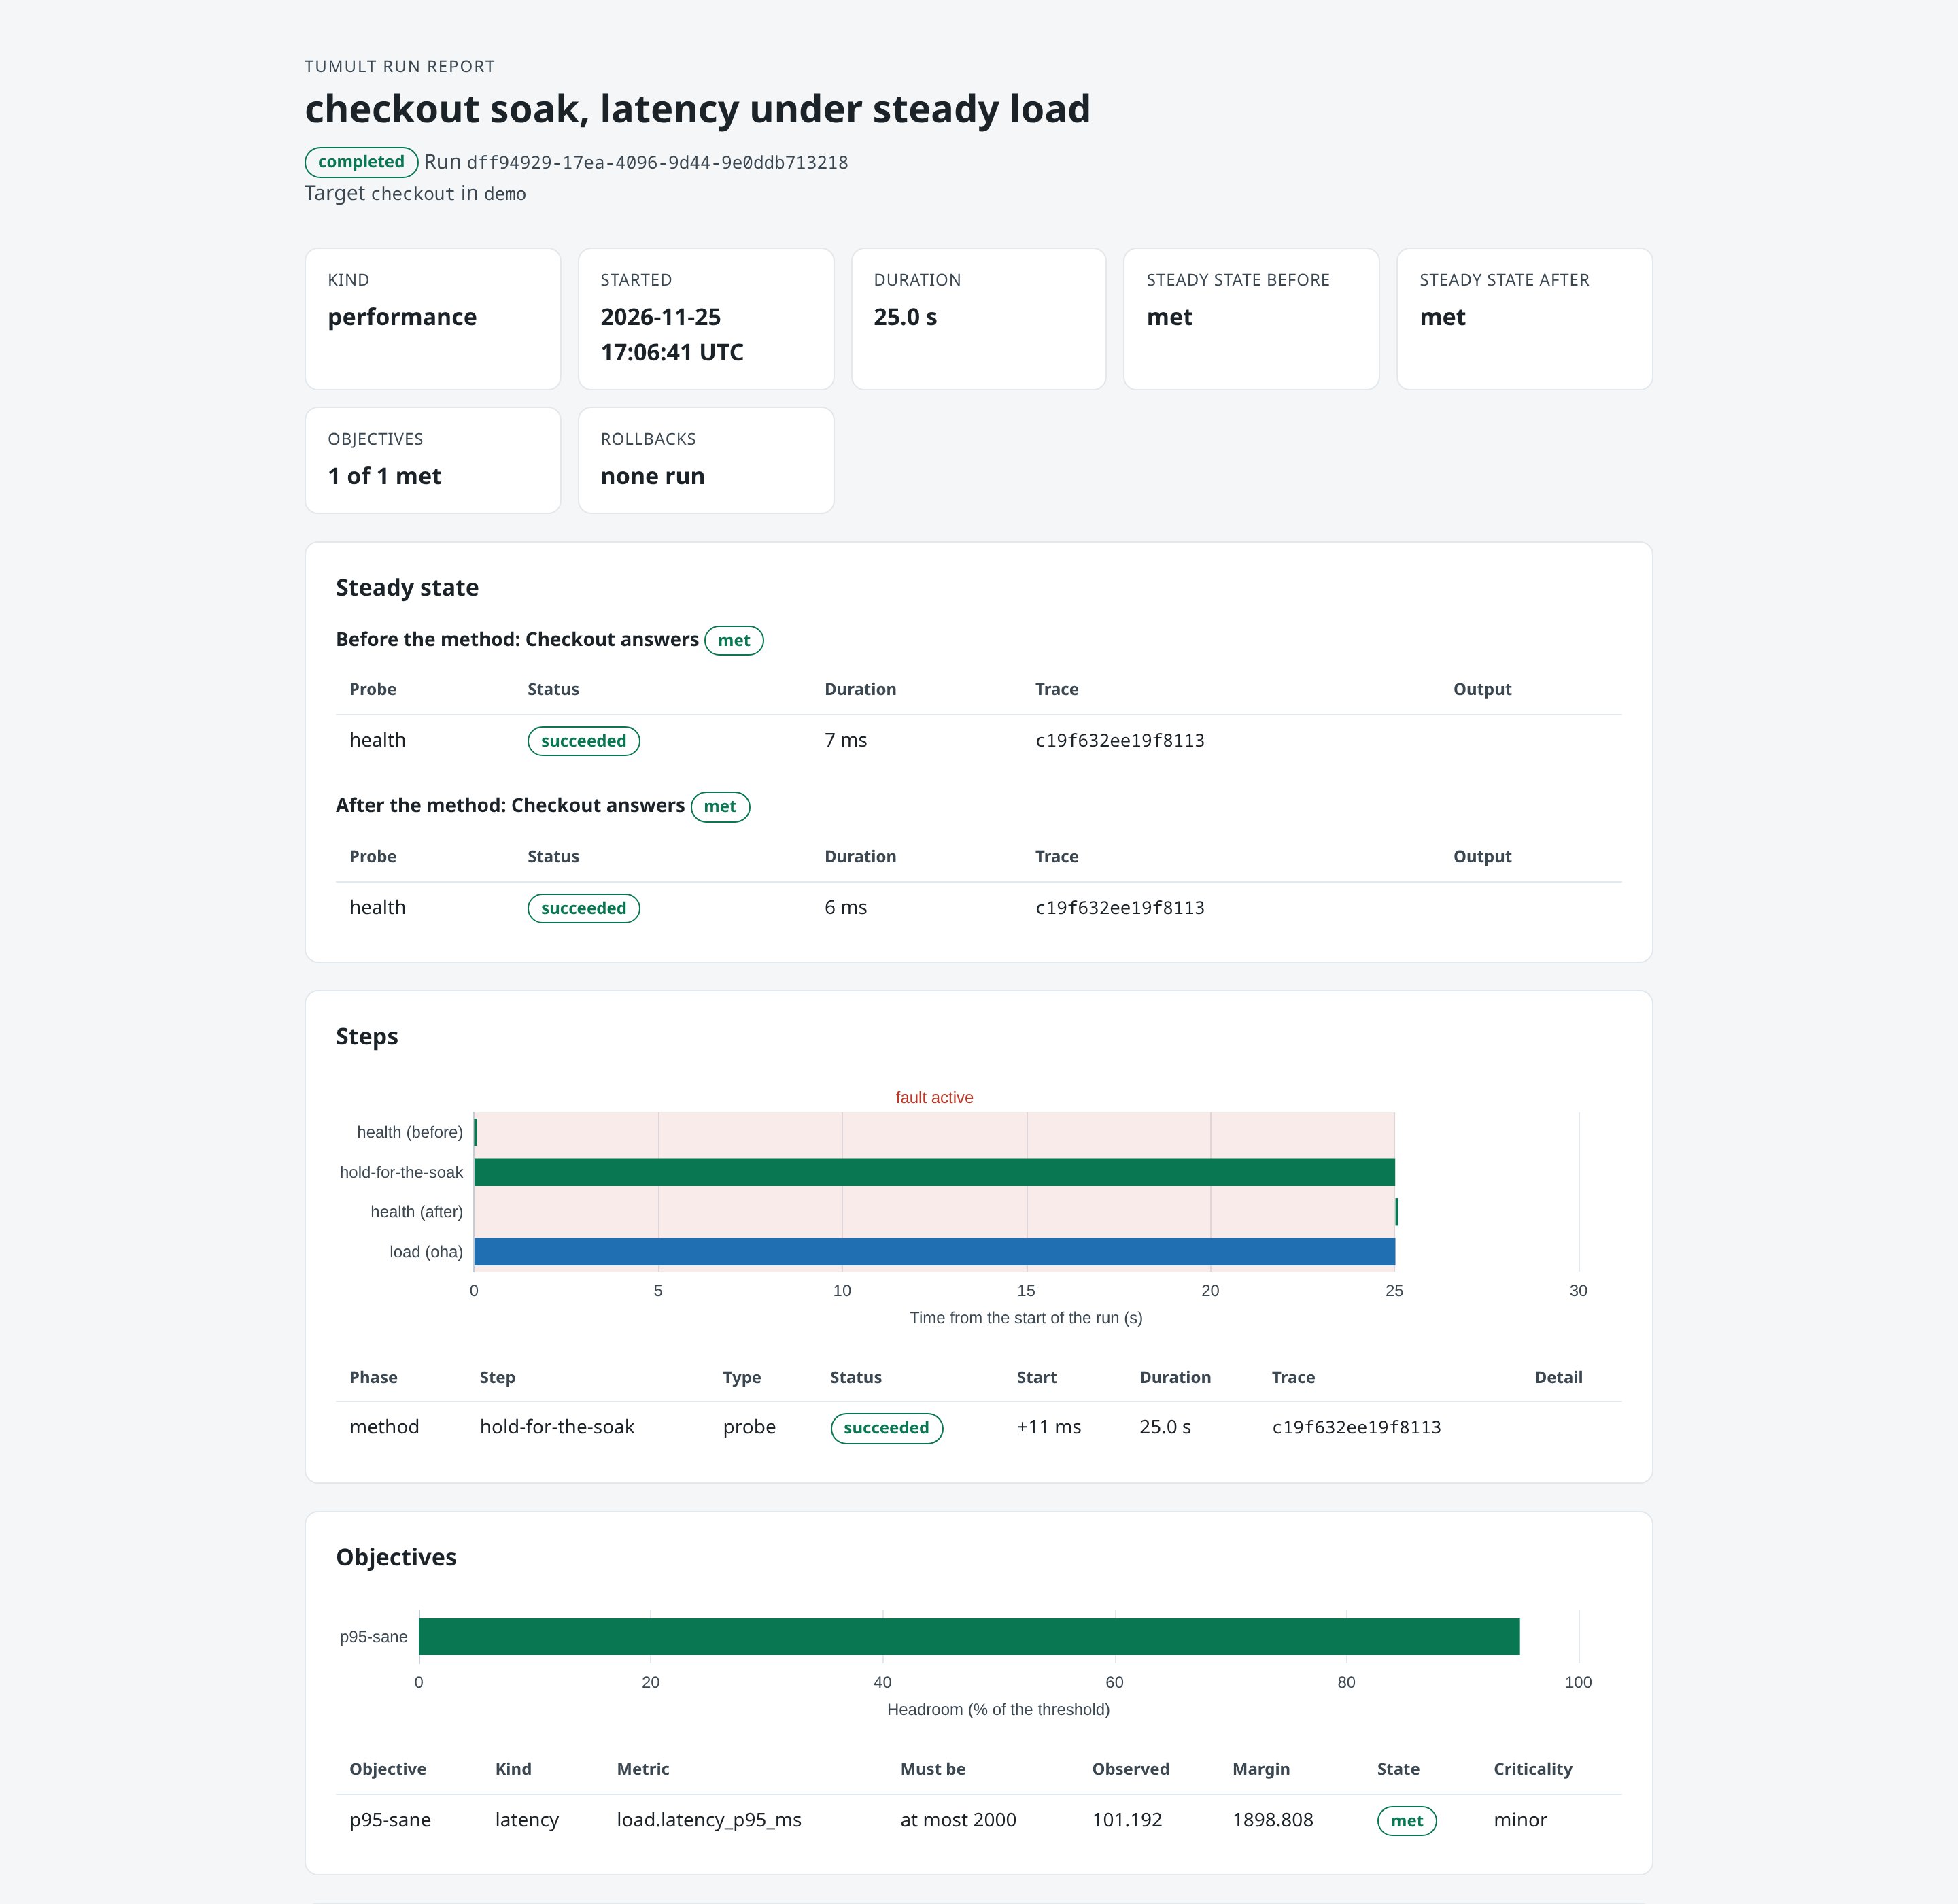 TUMULT RUN REPORT
checkout soak, latency under steady load
completed Run dff94929-17ea-4096-9d44-9e0ddb713218
Target checkout in demo
KIND
performance
STARTED
2026-11-25
17:06:41 UTC
DURATION
25.0 s
STEADY STATE BEFORE
met
STEADY STATE AFTER
met
OBJECTIVES
1 of 1 met
ROLLBACKS
none run
Steady state
Before the method: Checkout answers met
Probe Status Duration Trace Output
health succeeded 7 ms c19f632ee19f8113
After the method: Checkout answers met
Probe Status Duration Trace Output
health succeeded 6 ms c19f632ee19f8113
Steps
fault active
health (before)
hold-for-the-soak
health (after)
load (oha)
0 5 10 15 20 25 30
Time from the start of the run (s)
Phase Step Type Status Start Duration Trace Detail
method hold-for-the-soak probe succeeded +11 ms 25.0 s c19f632ee19f8113
Objectives
p95-sane
0 20 40 60 80 100
Headroom (% of the threshold)
Objective Kind Metric Must be Observed Margin State Criticality
p95-sane latency load.latency_p95_ms at most 2000 101.192 1898.808 met minor